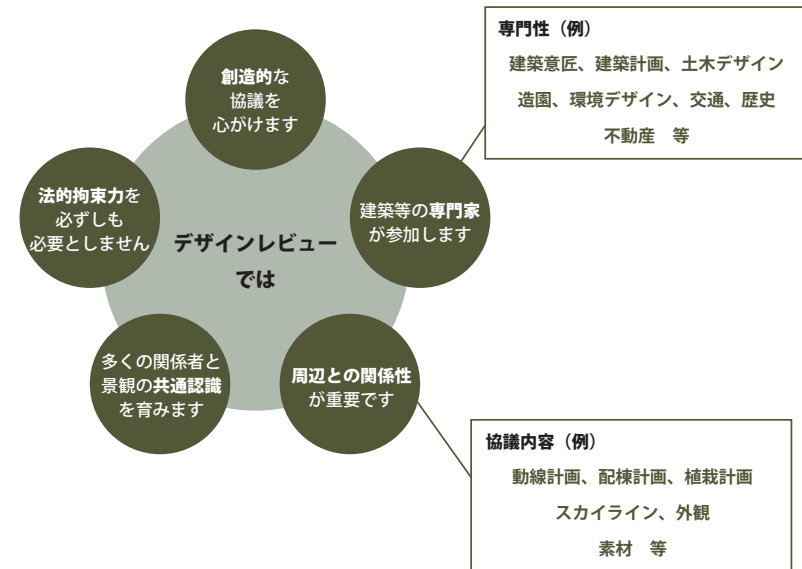 創造的な
協議を
心がけます
専門性（例）
建築意匠、建築計画、土木デザイン
造園、環境デザイン、交通、歴史
不動産　等
法的拘束力を
必ずしも
必要としません
建築等の専門家
が参加します
デザインレビュー
では
多くの関係者と
景観の共通認識
を育みます
周辺との関係性
が重要です
協議内容（例）
動線計画、配棟計画、植栽計画
スカイライン、外観
素材　等